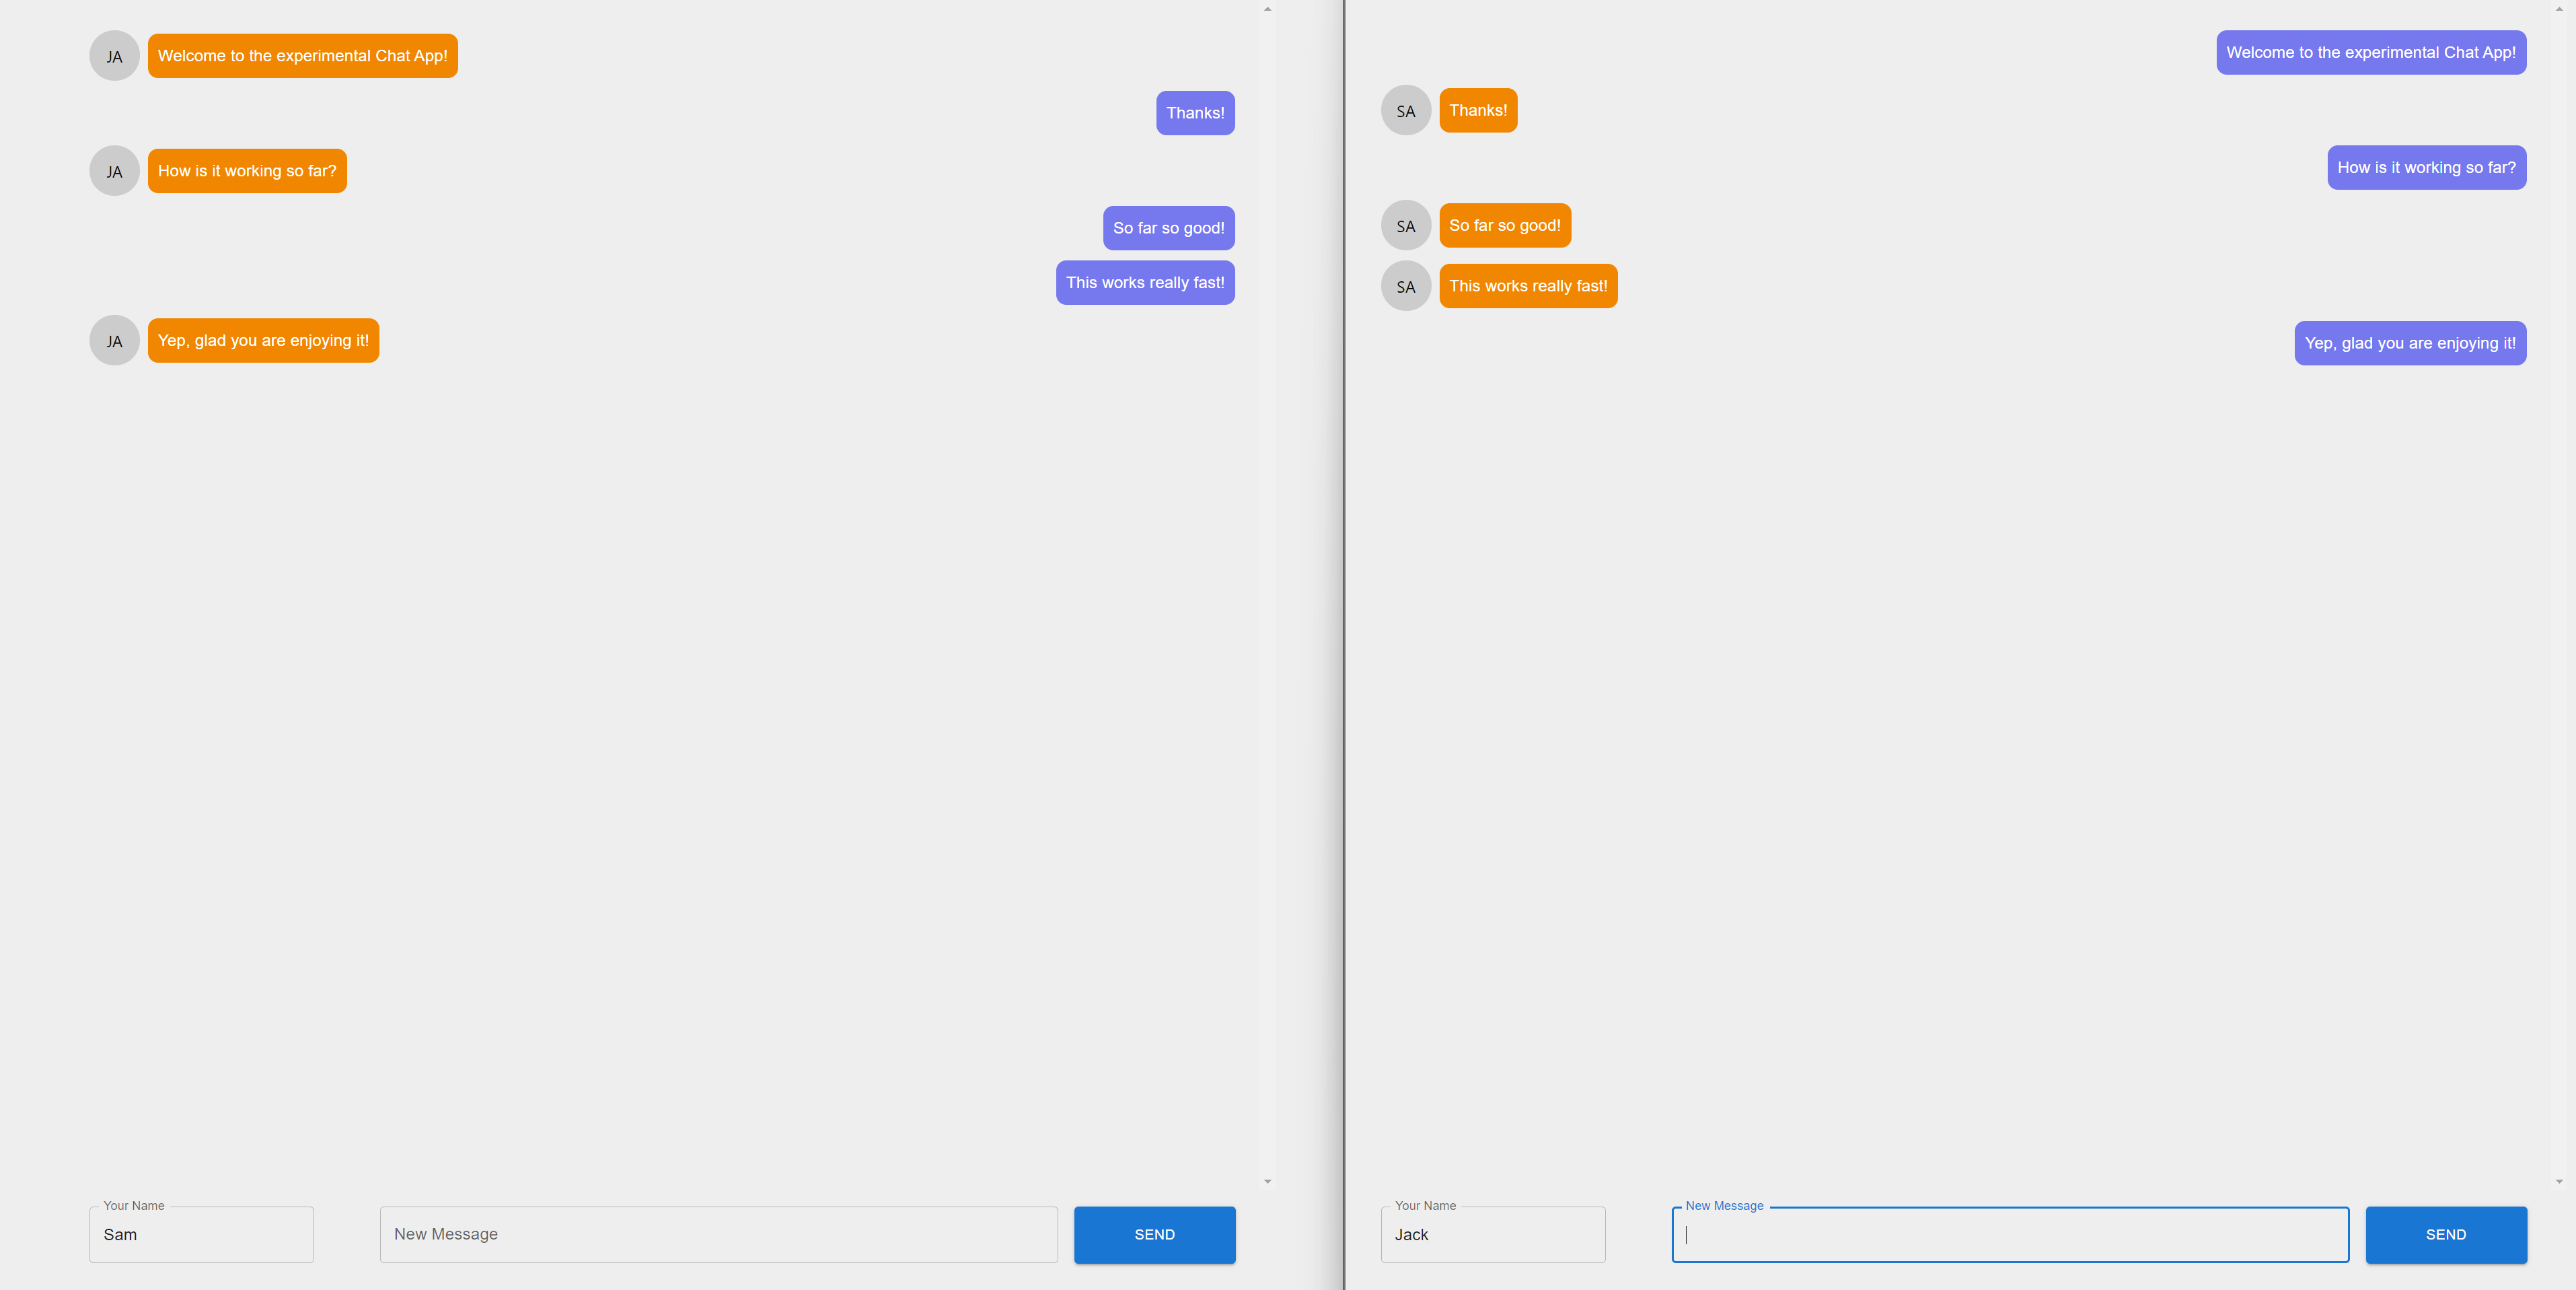 JA
Welcome to the experimental Chat App!
Thanks!
JA
How is it working so far?
So far so good!
This works really fast!
JA
Yep, glad you are enjoying it!
Your Name
Sam
New Message
SEND
Welcome to the experimental Chat App!
SA
Thanks!
How is it working so far?
SA
So far so good!
SA
This works really fast!
Yep, glad you are enjoying it!
Your Name
Jack
New Message
SEND